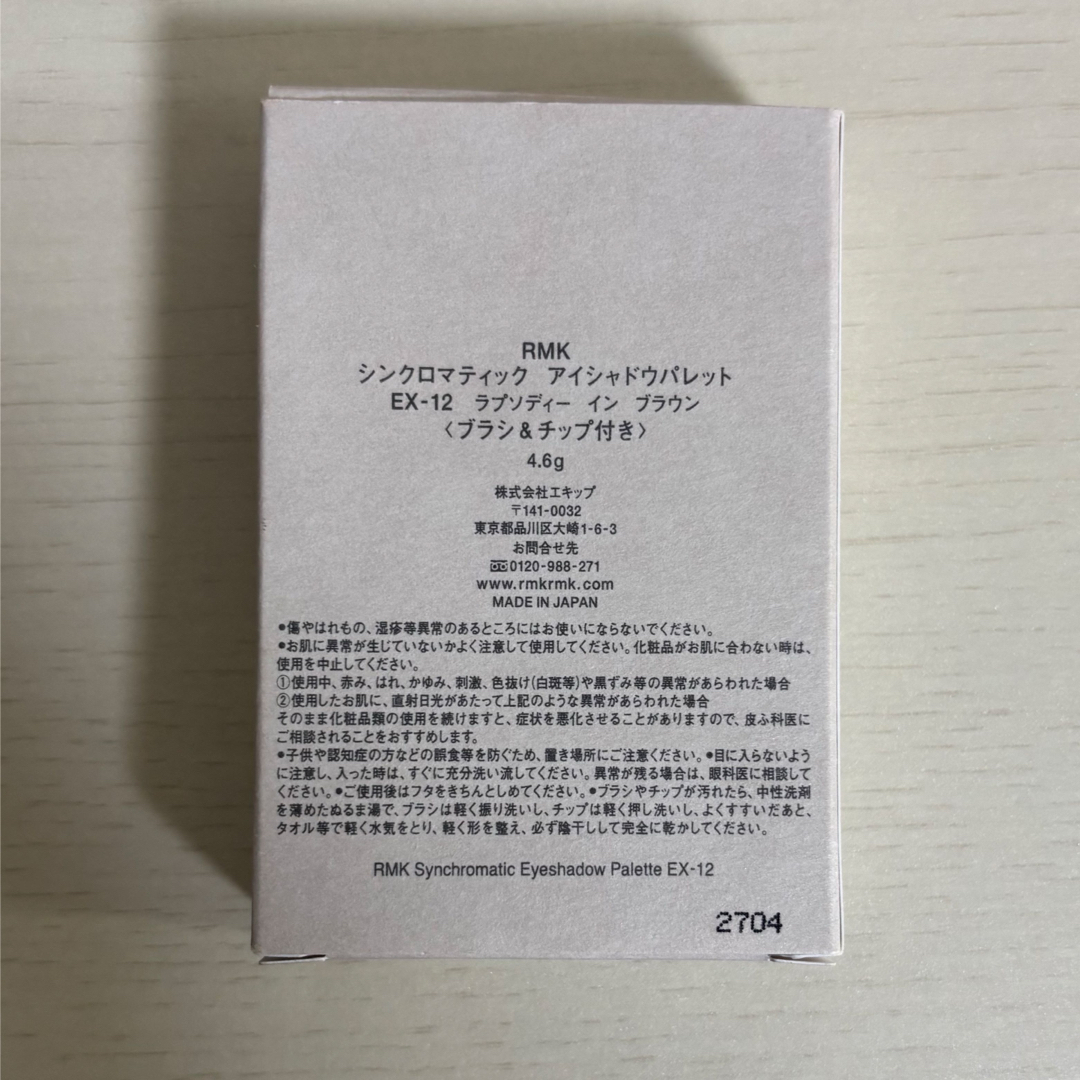 RMK
シンクロマティック アイシャドウパレット
EX-12 ラプソディー イン ブラウン
〈ブラシ&チップ付き〉
4.6g
株式会社エキップ
〒141-0032
東京都品川区大崎1-6-3
お問合せ先
0120-988-271
www.rmkrmk.com
MADE IN JAPAN
●傷やはれもの、湿疹等異常のあるところにはお使いにならないでください。
●お肌に異常が生じていないかよく注意して使用してください。化粧品がお肌に合わない時は、
使用を中止してください。
①使用中、赤み、はれ、かゆみ、刺激、色抜け(白斑等)や黒ずみ等の異常があらわれた場合
②使用したお肌に、直射日光があたって上記のような異常があらわれた場合
そのまま化粧品類の使用を続けますと、症状を悪化させることがありますので、皮ふ科医に
ご相談されることをおすすめします。
●子供や認知症の方などの誤食等を防ぐため、置き場所にご注意ください。●目に入らないよう
に注意し、入った時は、すぐに充分洗い流してください。異常が残る場合は、眼科医に相談して
ください。●ご使用後はフタをきちんとしめてください。●ブラシやチップが汚れたら、中性洗剤
を薄めたぬるま湯で、ブラシは軽く振り洗いし、チップは軽く押し洗いし、よくすすいだあと、
タオル等で軽く水気をとり、軽く形を整え、必ず陰干しして完全に乾かしてください。
RMK Synchromatic Eyeshadow Palette EX-12
2704